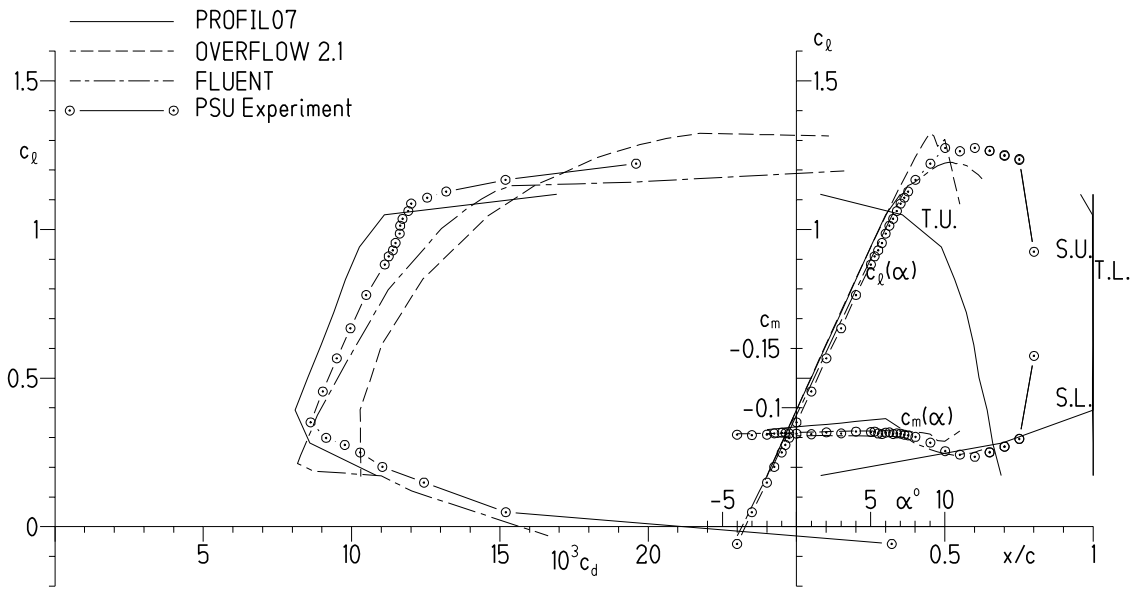 PROFIL07
OVERFLOW 2.1
FLUENT
PSU Experiment
cℓ
1.5
1
0.5
0
5
10
15
20
10³c_d
cℓ
1.5
1
cₘ
-0.15
-0.1
-5
5
α°
10
0.5
x/c
1
T.U.
cℓ(α)
cₘ(α)
S.U.
T.L.
S.L.